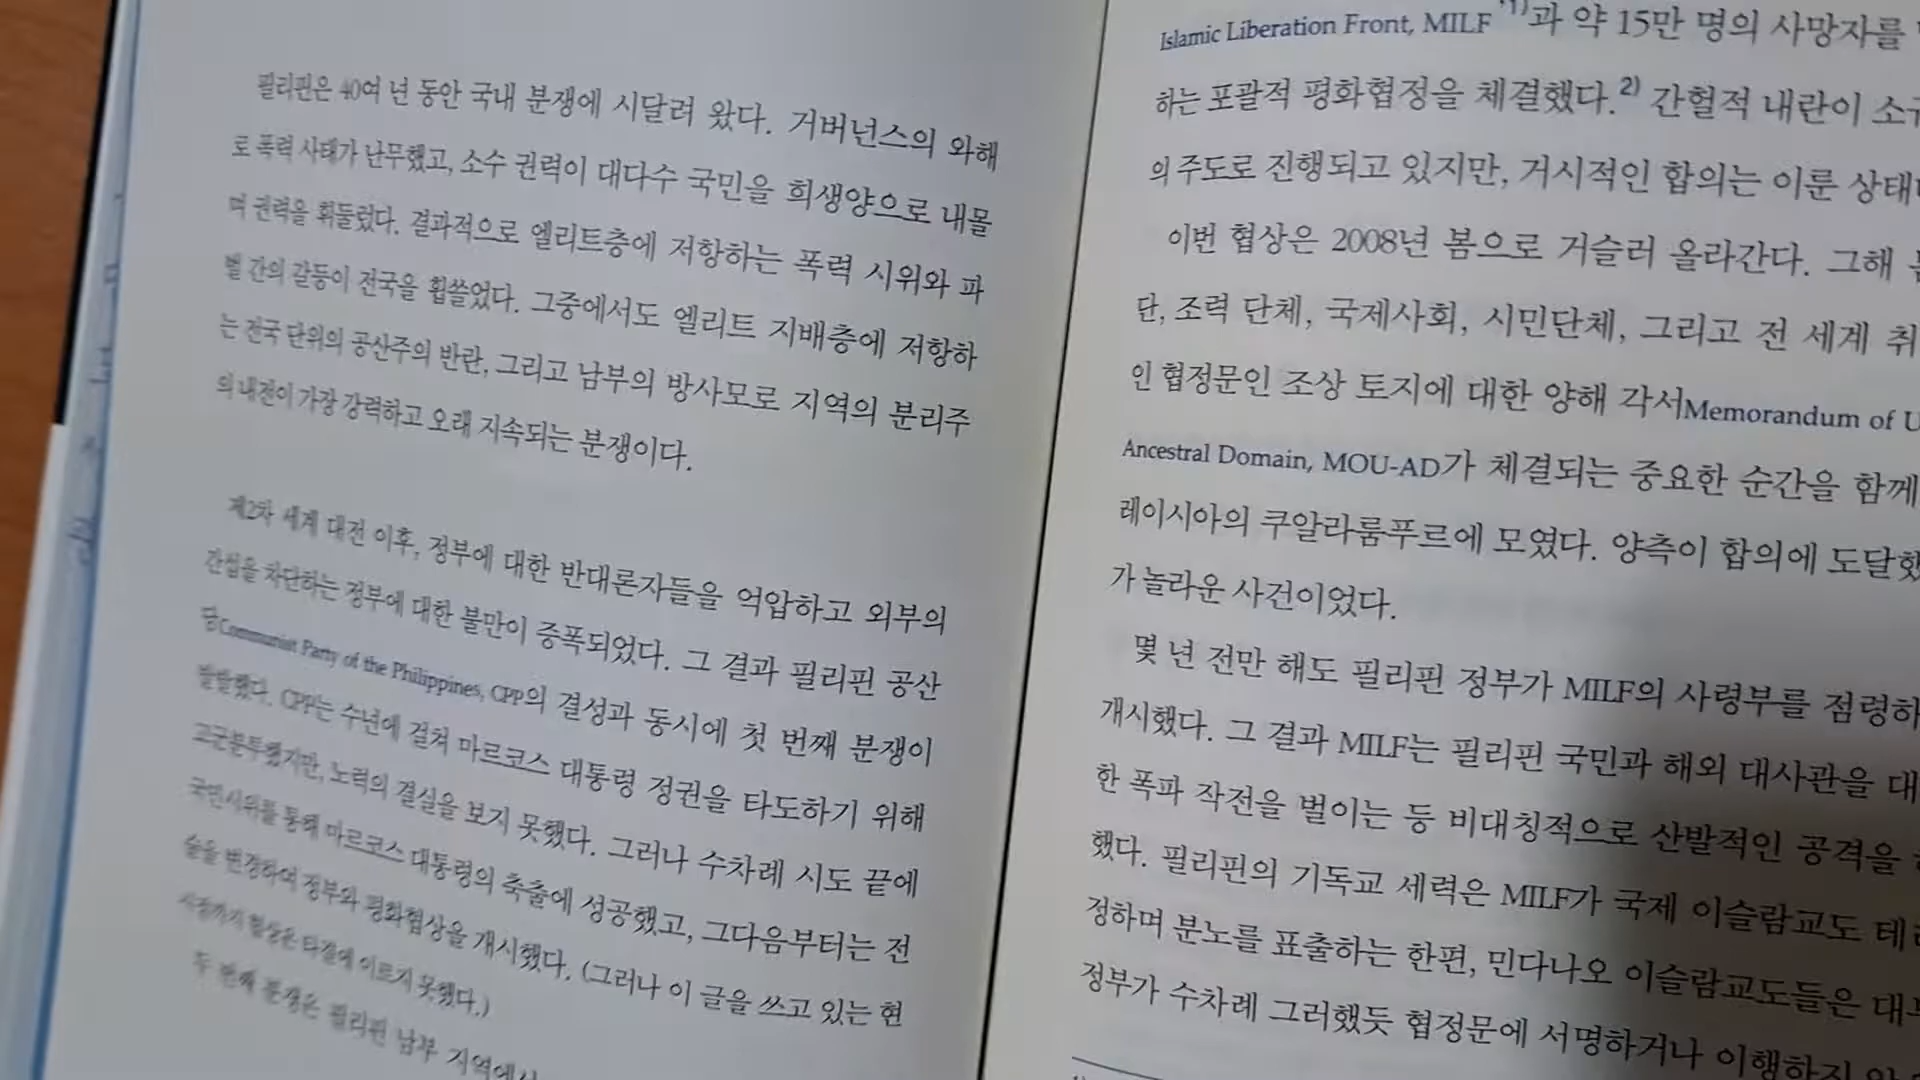 필리핀은 40여 년 동안 국내 분쟁에 시달려 왔다. 거버넌스의 와해
로 폭력 사태가 난무했고, 소수 권력이 대다수 국민을 희생양으로 내몰
며 권력을 휘둘렀다. 결과적으로 엘리트층에 저항하는 폭력 시위와 파
벌 간의 갈등이 전국을 휩쓸었다. 그중에서도 엘리트 지배층에 저항하
는 전국 단위의 공산주의 반란, 그리고 남부의 방사모로 지역의 분리주
의 내전이 가장 강력하고 오래 지속되는 분쟁이다.
제2차 세계 대전 이후, 정부에 대한 반대론자들을 억압하고 외부의
간섭을 차단하는 정부에 대한 불만이 증폭되었다. 그 결과 필리핀 공산
당Communist Party of the Philippines, CPP의 결성과 동시에 첫 번째 분쟁이
발발했다. CPP는 수년에 걸쳐 마르코스 대통령 정권을 타도하기 위해
고군분투했지만, 노력의 결실을 보지 못했다. 그러나 수차례 시도 끝에
국민시위를 통해 마르코스 대통령의 축출에 성공했고, 그다음부터는 전
술을 변경하여 정부와 평화협상을 개시했다. (그러나 이 글을 쓰고 있는 현
시점까지 협상은 타결에 이르지 못했다.)
두 번째 분쟁은 필리핀 남부 지역에서
Islamic Liberation Front, MILF 1)과 약 15만 명의 사망자를
하는 포괄적 평화협정을 체결했다.2) 간헐적 내란이 소규
의 주도로 진행되고 있지만, 거시적인 합의는 이룬 상태
이번 협상은 2008년 봄으로 거슬러 올라간다. 그해
단, 조력 단체, 국제사회, 시민단체, 그리고 전 세계 취
인 협정문인 조상 토지에 대한 양해 각서Memorandum of U
Ancestral Domain, MOU-AD가 체결되는 중요한 순간을 함께
레이시아의 쿠알라룸푸르에 모였다. 양측이 합의에 도달했
가 놀라운 사건이었다.
몇 년 전만 해도 필리핀 정부가 MILF의 사령부를 점령하
개시했다. 그 결과 MILF는 필리핀 국민과 해외 대사관을 대
한 폭파 작전을 벌이는 등 비대칭적으로 산발적인 공격을
했다. 필리핀의 기독교 세력은 MILF가 국제 이슬람교도 테
정하며 분노를 표출하는 한편, 민다나오 이슬람교도들은 대
정부가 수차례 그러했듯 협정문에 서명하거나 이행하지